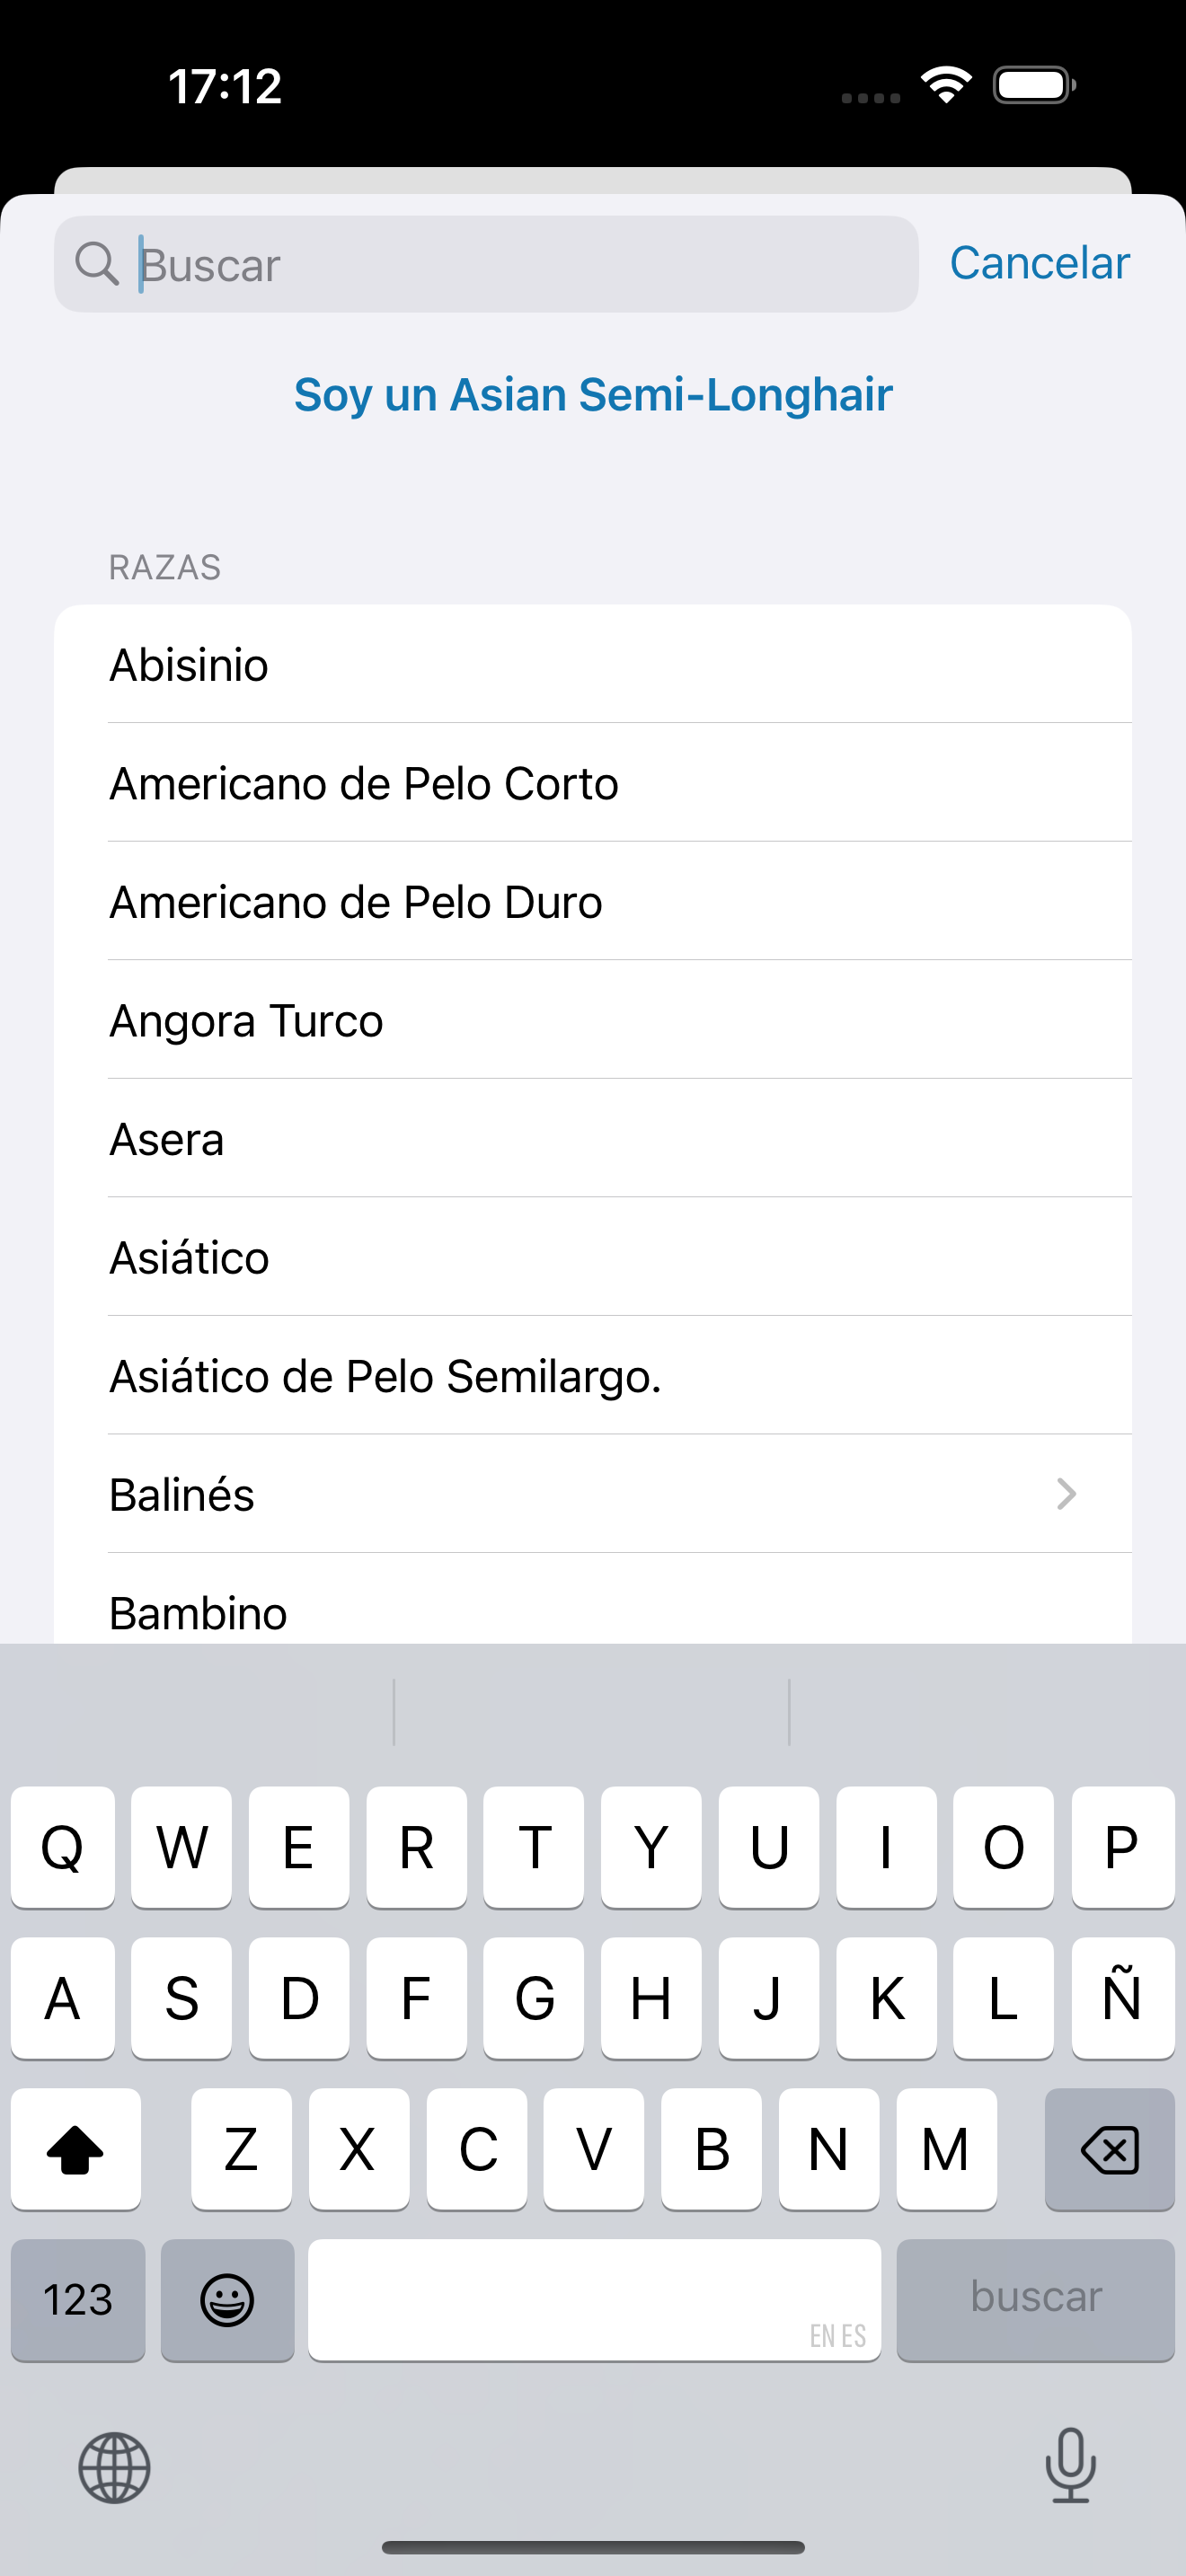 17:12
Buscar
Cancelar
Soy un Asian Semi-Longhair
RAZAS
Abisinio
Americano de Pelo Corto
Americano de Pelo Duro
Angora Turco
Asera
Asiático
Asiático de Pelo Semilargo.
Balinés
Bambino
Q W E R T Y U I O P
A S D F G H J K L Ñ
Z X C V B N M
123
EN ES
buscar